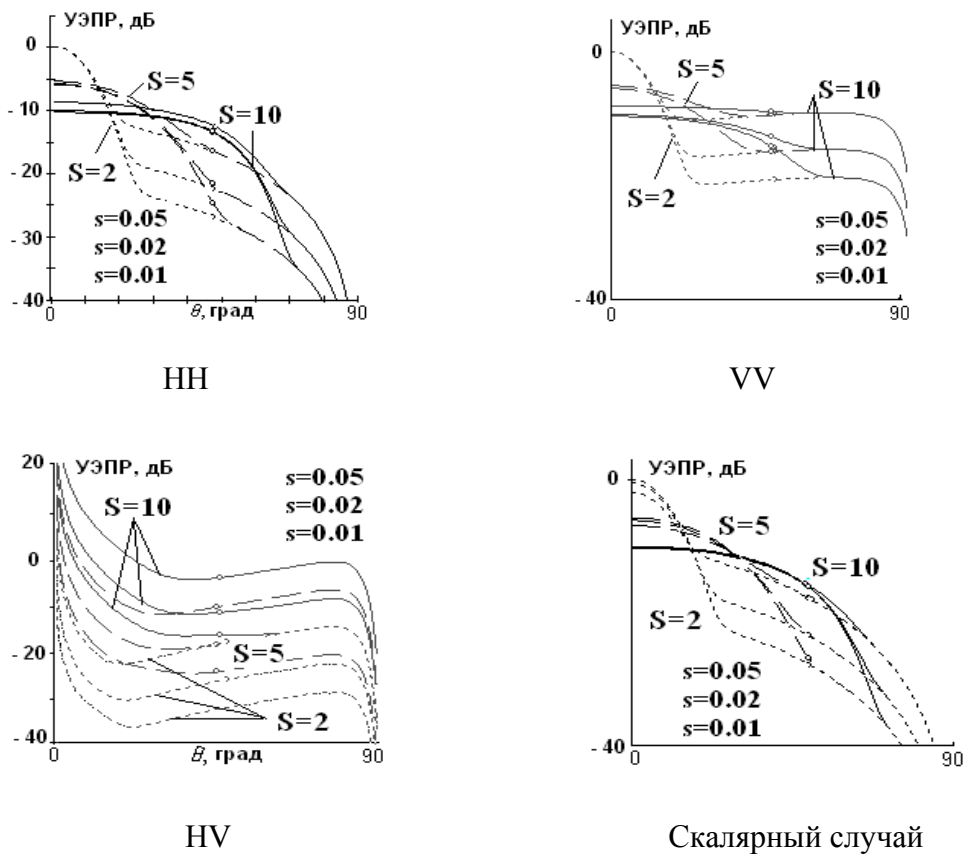 УЭПР, дБ
0
S=5
-10
S=10
S=2
-20
s=0.05
s=0.02
-30
s=0.01
-40
0
θ, град
90
HH
УЭПР, дБ
0
S=5
S=10
S=2
s=0.05
s=0.02
s=0.01
-40
0
90
VV
20
УЭПР, дБ
s=0.05
S=10
s=0.02
s=0.01
0
-20
S=5
S=2
-40
0
θ, град
90
HV
УЭПР, дБ
0
S=5
S=10
S=2
s=0.05
s=0.02
s=0.01
-40
0
90
Скалярный случай